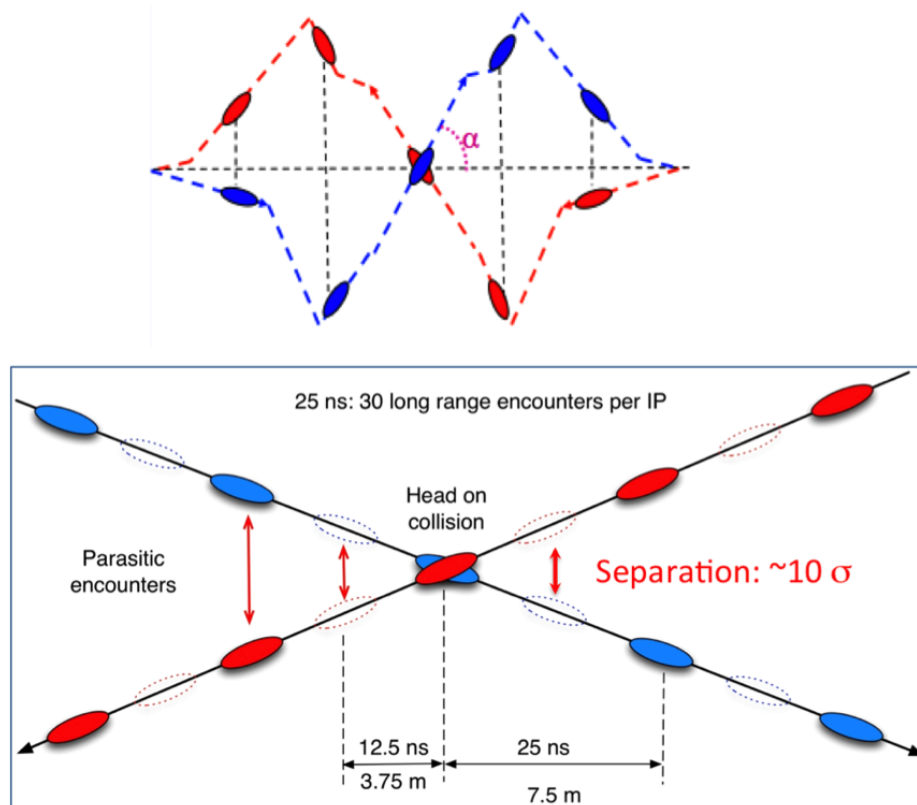 α
25 ns: 30 long range encounters per IP
Head on
collision
Parasitic
encounters
Separation: ~10 σ
12.5 ns
25 ns
3.75 m
7.5 m